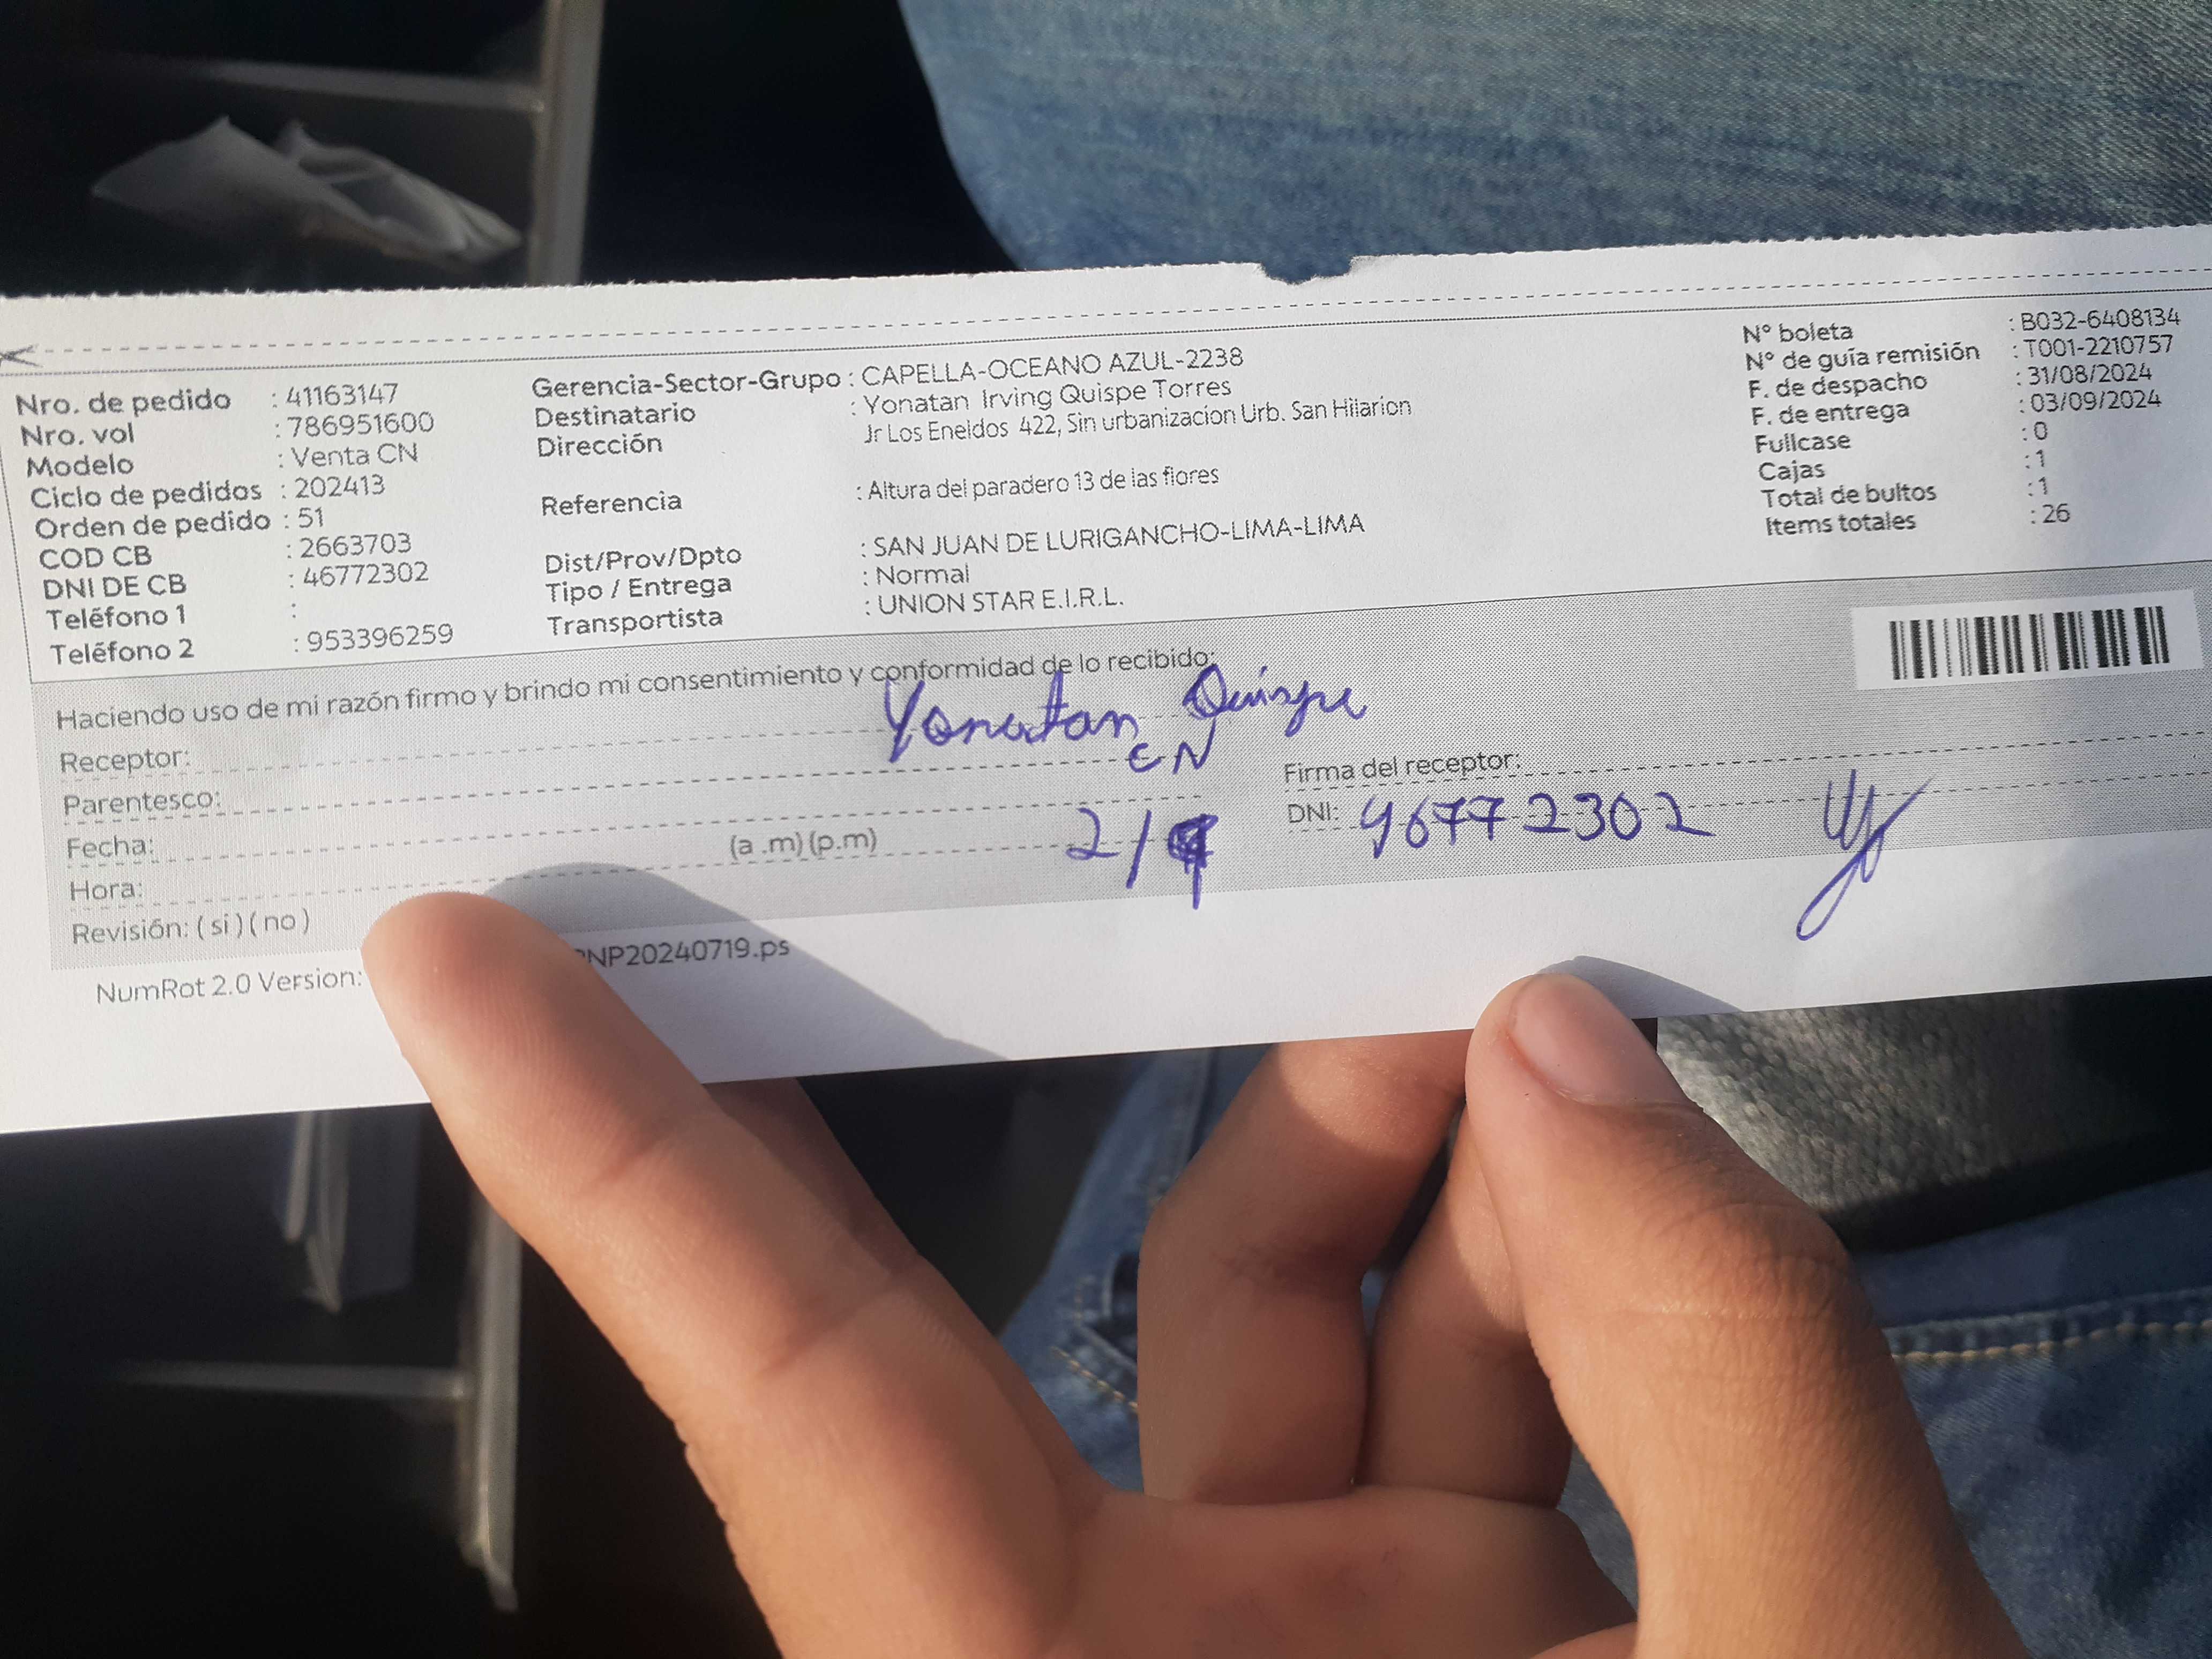 Nro. de pedido : 41163147
Nro. vol : 786951600
Modelo : Venta CN
Ciclo de pedidos : 202413
Orden de pedido : 51
COD CB : 2663703
DNI DE CB : 46772302
Teléfono 1 :
Teléfono 2 : 953396259
Gerencia-Sector-Grupo : CAPELLA-OCEANO AZUL-2238
Destinatario : Yonatan Irving Quispe Torres
Dirección Jr Los Eneldos 422, Sin urbanizacion Urb. San Hilarion
Referencia : Altura del paradero 13 de las flores
Dist/Prov/Dpto : SAN JUAN DE LURIGANCHO-LIMA-LIMA
Tipo / Entrega : Normal
Transportista : UNION STAR E.I.R.L.
N° boleta : B032-6408134
N° de guía remisión : T001-2210757
F. de despacho : 31/08/2024
F. de entrega : 03/09/2024
Fullcase : 0
Cajas : 1
Total de bultos : 1
Items totales : 26
Haciendo uso de mi razón firmo y brindo mi consentimiento y conformidad de lo recibido:
Receptor: Yonatan Quispe
Parentesco: CN
Fecha: 2/9
Hora: (a .m) (p.m)
Revisión: ( si ) ( no )
Firma del receptor:
DNI: 46772302
NumRot 2.0 Version:
NP20240719.ps